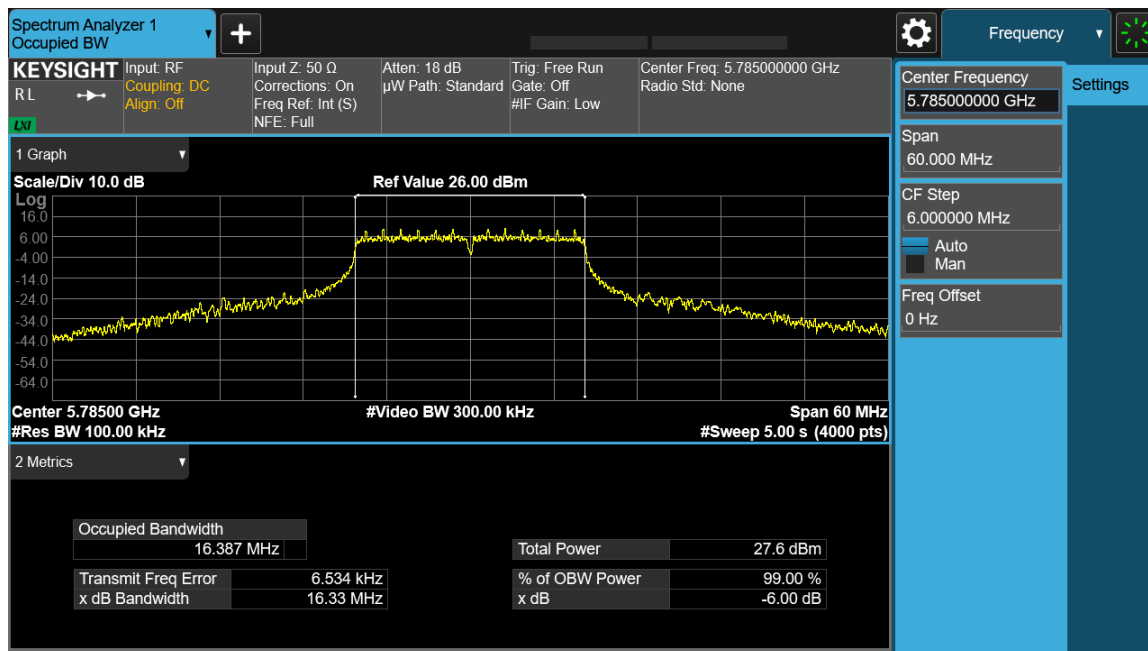 Spectrum Analyzer 1
Occupied BW
▼
+
Frequency
▼
KEYSIGHT
R L
LXI
Input: RF
Coupling: DC
Align: Off
Input Z: 50 Ω
Corrections: On
Freq Ref: Int (S)
NFE: Full
Atten: 18 dB
µW Path: Standard
Trig: Free Run
Gate: Off
#IF Gain: Low
Center Freq: 5.785000000 GHz
Radio Std: None
Center Frequency
5.785000000 GHz
Settings
Span
60.000 MHz
CF Step
6.000000 MHz
Auto
Man
Freq Offset
0 Hz
1 Graph
▼
Scale/Div 10.0 dB
Ref Value 26.00 dBm
Log
16.0
6.00
-4.00
-14.0
-24.0
-34.0
-44.0
-54.0
-64.0
Center 5.78500 GHz
#Video BW 300.00 kHz
Span 60 MHz
#Res BW 100.00 kHz
#Sweep 5.00 s (4000 pts)
2 Metrics
▼
Occupied Bandwidth
16.387 MHz
Total Power
27.6 dBm
Transmit Freq Error
6.534 kHz
% of OBW Power
99.00 %
x dB Bandwidth
16.33 MHz
x dB
-6.00 dB